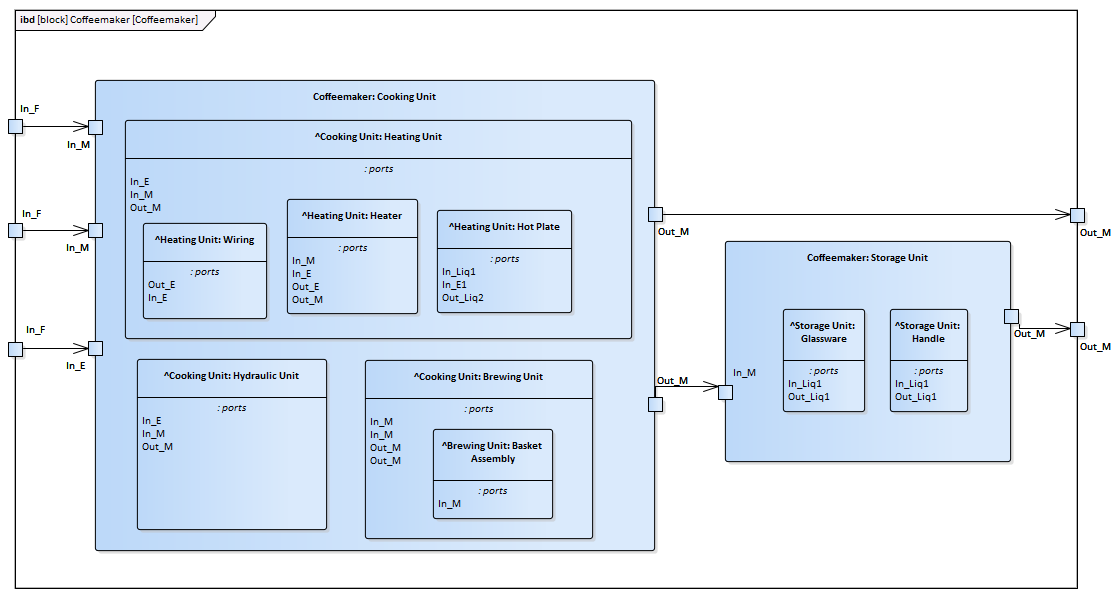 ibd [block] Coffeemaker [Coffeemaker]
Coffeemaker: Cooking Unit
In_F
In_M
^Cooking Unit: Heating Unit
: ports
In_E
In_M
Out_M
^Heating Unit: Wiring
: ports
Out_E
In_E
^Heating Unit: Heater
: ports
In_M
In_E
Out_E
Out_M
^Heating Unit: Hot Plate
: ports
In_Liq1
In_E1
Out_Liq2
In_F
In_M
In_F
In_E
^Cooking Unit: Hydraulic Unit
: ports
In_E
In_M
Out_M
^Cooking Unit: Brewing Unit
: ports
In_M
In_M
Out_M
Out_M
^Brewing Unit: Basket
Assembly
: ports
In_M
Out_M
Out_M
Out_M
In_M
Coffeemaker: Storage Unit
^Storage Unit:
Glassware
: ports
In_Liq1
Out_Liq1
^Storage Unit:
Handle
: ports
In_Liq1
Out_Liq1
Out_M
Out_M